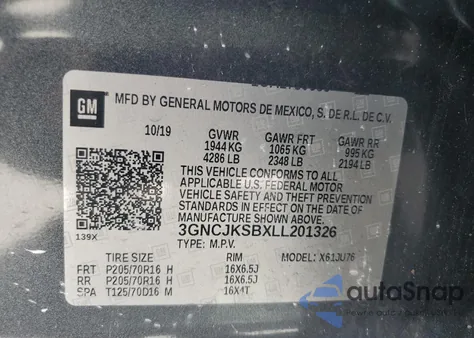 GM
MFD BY GENERAL MOTORS DE MEXICO, S. DE R.L. DE C.V.
10/19 GVWR GAWR FRT GAWR RR
1944 KG 1065 KG 995 KG
4286 LB 2348 LB 2194 LB
THIS VEHICLE CONFORMS TO ALL
APPLICABLE U.S. FEDERAL MOTOR
VEHICLE SAFETY AND THEFT PREVENTION
STANDARDS IN EFFECT ON THE DATE OF
MANUFACTURE SHOWN ABOVE.
3GNCJKSBXLL201326
139X
TYPE: M.P.V.
MODEL: X61JU76
TIRE SIZE RIM
FRT P205/70R16 H 16X6.5J
RR P205/70R16 H 16X6.5J
SPA T125/70D16 M 16X4T
autoSnap